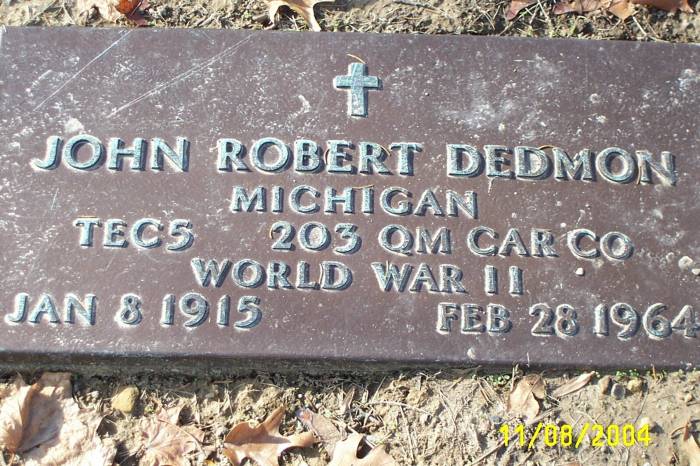 JOHN ROBERT DEDMON
MICHIGAN
TEC5 203 QM CAR CO
WORLD WAR II
JAN 8 1915 FEB 28 1964
11/08/2004